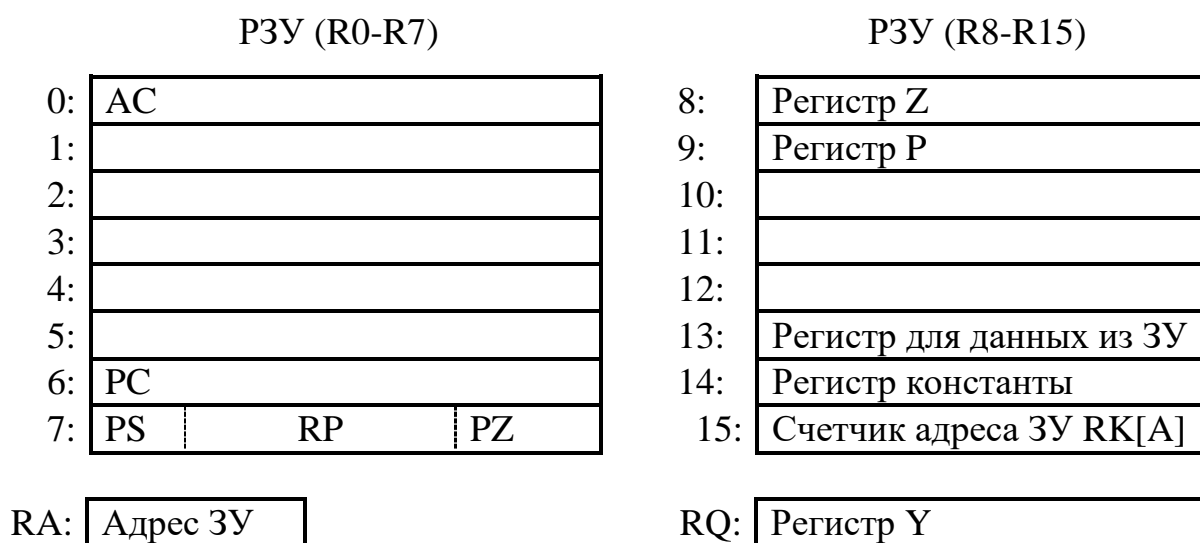 РЗУ (R0-R7) РЗУ (R8-R15)
0: AC 8: Регистр Z
1: 9: Регистр P
2: 10:
3: 11:
4: 12:
5: 13: Регистр для данных из ЗУ
6: PC 14: Регистр константы
7: PS RP PZ 15: Счетчик адреса ЗУ RK[A]
RA: Адрес ЗУ RQ: Регистр Y